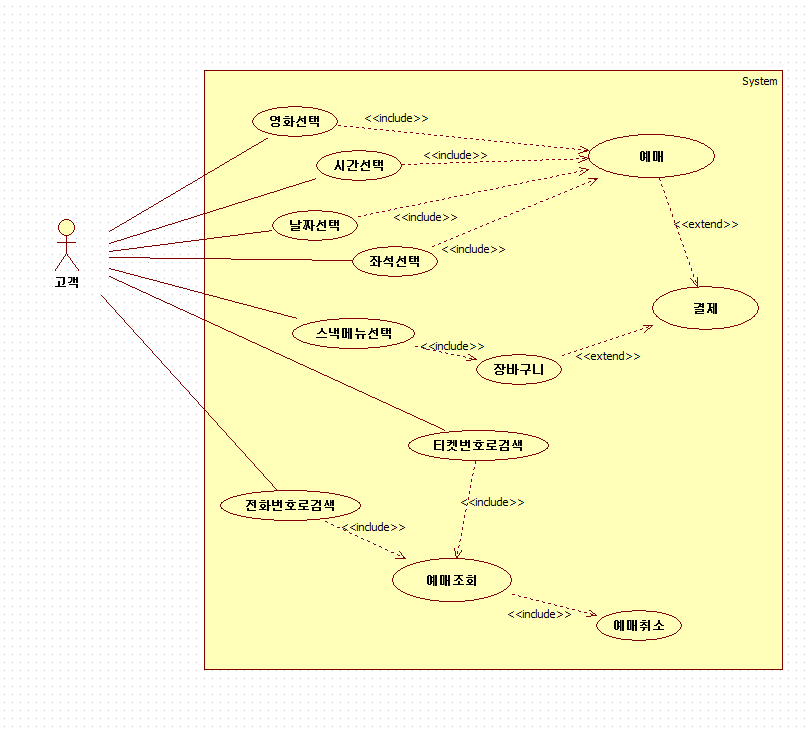 System
영화선택
<<include>>
시간선택
<<include>>
예매
날짜선택
<<include>>
<<extend>>
좌석선택
<<include>>
고객
결제
스낵메뉴선택
<<include>>
<<extend>>
장바구니
티켓번호로검색
전화번호로검색
<<include>>
<<include>>
예매조회
<<include>>
예매취소